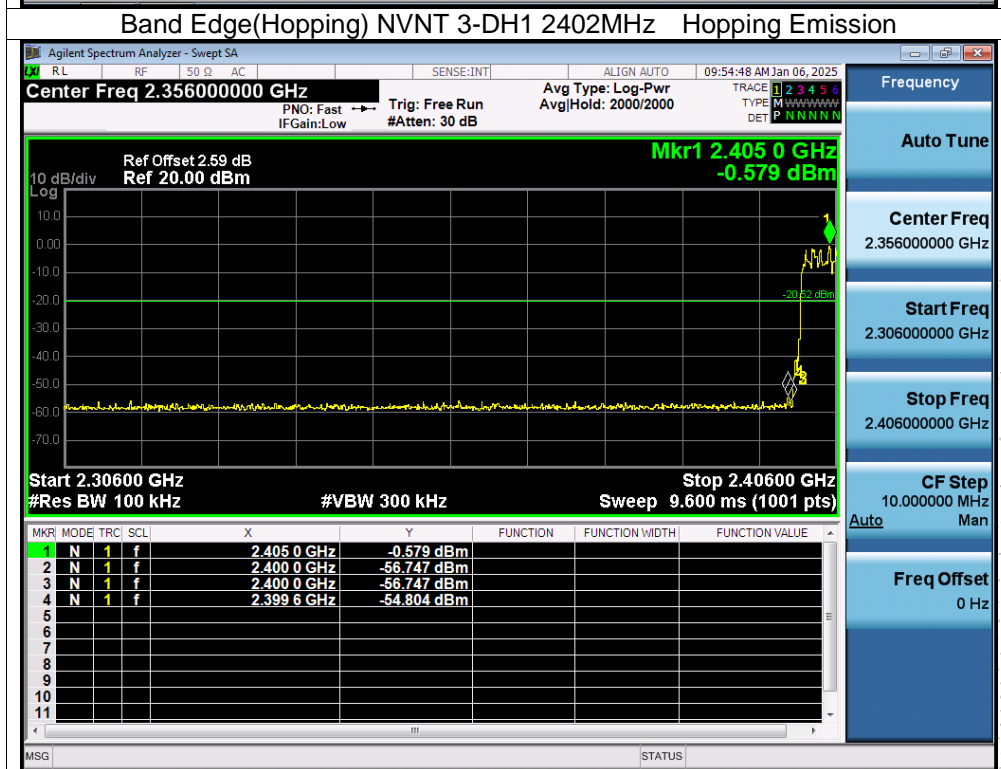 Band Edge(Hopping) NVNT 3-DH1 2402MHz Hopping Emission
Agilent Spectrum Analyzer - Swept SA
LXI RL RF 50 Ω AC SENSE:INT ALIGN AUTO 09:54:48 AM Jan 06, 2025
Center Freq 2.356000000 GHz
PNO: Fast
IFGain:Low
Trig: Free Run
#Atten: 30 dB
Avg Type: Log-Pwr
Avg|Hold: 2000/2000
TRACE 1 2 3 4 5 6
TYPE M WWWWW
DET P N N N N N
Frequency
Auto Tune
Center Freq
2.356000000 GHz
Start Freq
2.306000000 GHz
Stop Freq
2.406000000 GHz
CF Step
10.000000 MHz
Auto Man
Freq Offset
0 Hz
Mkr1 2.405 0 GHz
-0.579 dBm
Ref Offset 2.59 dB
10 dB/div Ref 20.00 dBm
Log
10.0
0.00
-10.0
-20.0
-30.0
-40.0
-50.0
-60.0
-70.0
1
-20.52 dBm
Start 2.30600 GHz Stop 2.40600 GHz
#Res BW 100 kHz #VBW 300 kHz Sweep 9.600 ms (1001 pts)
MKR MODE TRC SCL X Y FUNCTION FUNCTION WIDTH FUNCTION VALUE
1 N 1 f 2.405 0 GHz -0.579 dBm
2 N 1 f 2.400 0 GHz -56.747 dBm
3 N 1 f 2.400 0 GHz -56.747 dBm
4 N 1 f 2.399 6 GHz -54.804 dBm
5
6
7
8
9
10
11
MSG STATUS